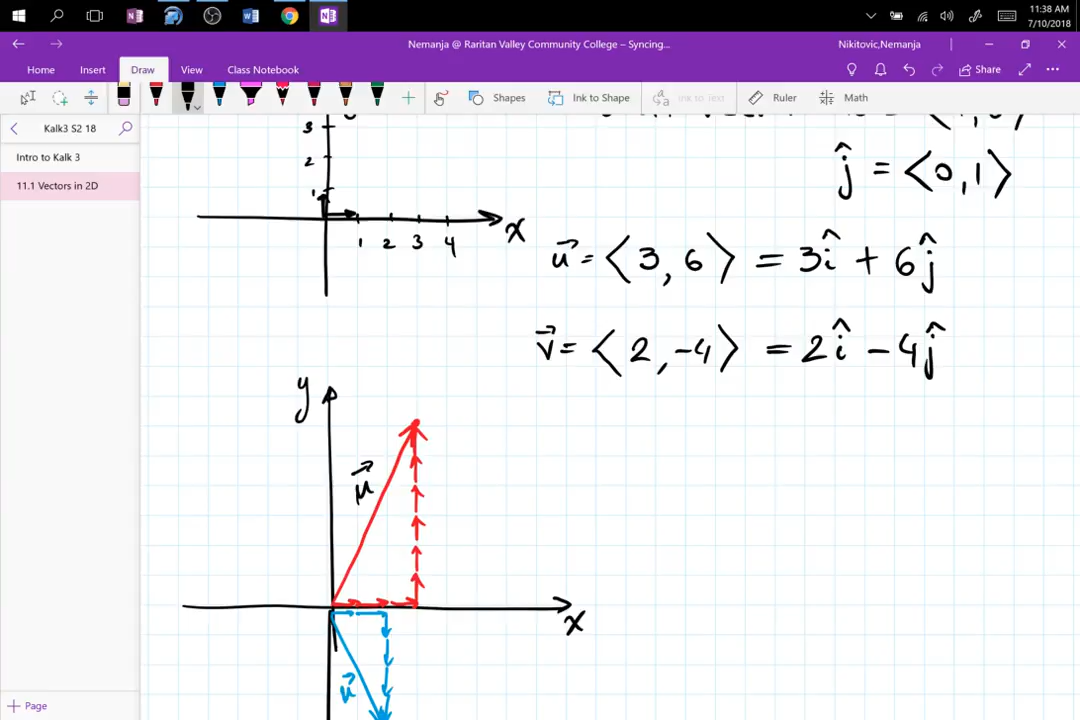 11:38 AM
7/10/2018
Nemanja @ Raritan Valley Community College – Syncing...
Nikitovic,Nemanja
Home Insert Draw View Class Notebook
Share
Shapes Ink to Shape Ink to Text Ruler Math
Kalk3 S2 18
Intro to Kalk 3
11.1 Vectors in 2D
3
2
1
1 2 3 4 x
ĵ = ⟨0,1⟩
u⃗ = ⟨3, 6⟩ = 3î + 6ĵ
v⃗ = ⟨2, -4⟩ = 2î - 4ĵ
y
u⃗
x
u⃗
+ Page